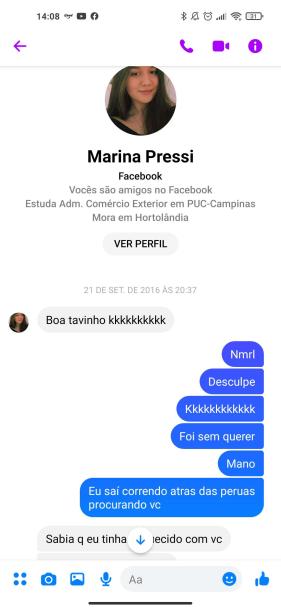 14:08
31
Marina Pressi
Facebook
Vocês são amigos no Facebook
Estuda Adm. Comércio Exterior em PUC-Campinas
Mora em Hortolândia
VER PERFIL
21 DE SET. DE 2016 ÀS 20:37
Boa tavinho kkkkkkkkkk
Nmrl
Desculpe
Kkkkkkkkkkkk
Foi sem querer
Mano
Eu saí correndo atras das peruas
procurando vc
Sabia q eu tinha ecido com vc
Aa